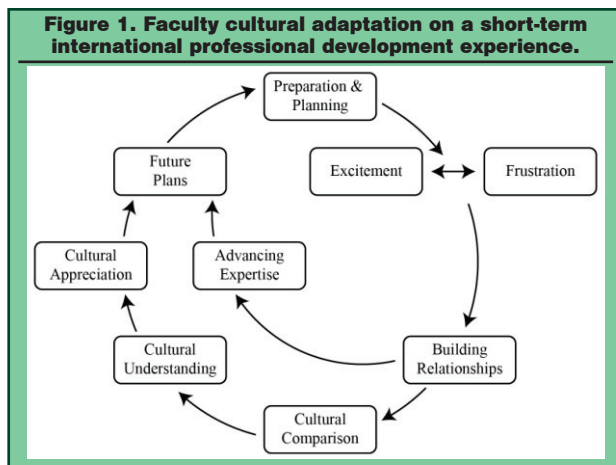 Figure 1. Faculty cultural adaptation on a short-term
international professional development experience.
Preparation &
Planning
Excitement
Frustration
Future
Plans
Cultural
Appreciation
Advancing
Expertise
Cultural
Understanding
Building
Relationships
Cultural
Comparison